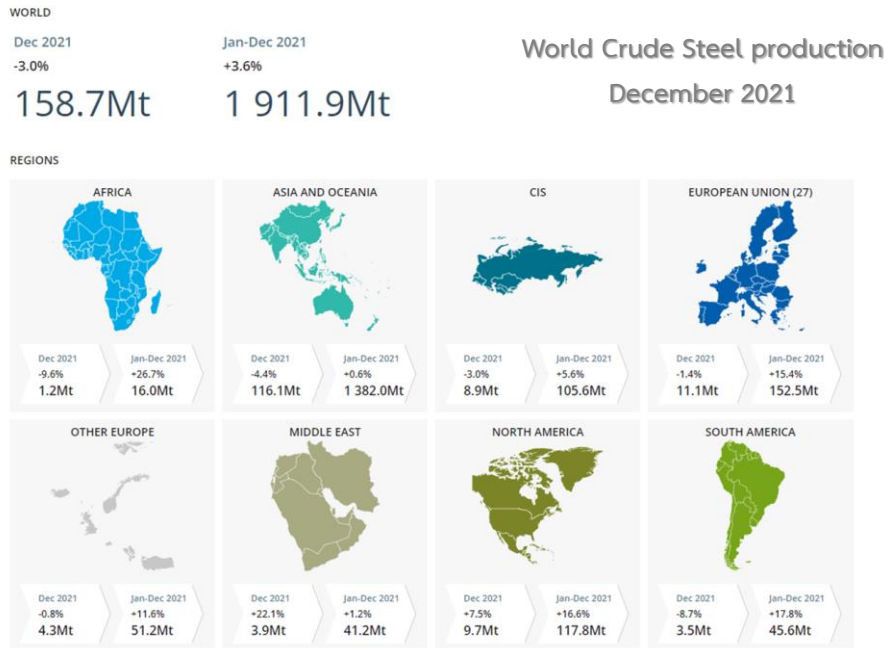 WORLD
Dec 2021
-3.0%
158.7Mt
Jan-Dec 2021
+3.6%
1 911.9Mt
World Crude Steel production
December 2021
REGIONS
AFRICA
Dec 2021
-9.6%
1.2Mt
Jan-Dec 2021
+26.7%
16.0Mt
ASIA AND OCEANIA
Dec 2021
-4.4%
116.1Mt
Jan-Dec 2021
+0.6%
1 382.0Mt
CIS
Dec 2021
-3.0%
8.9Mt
Jan-Dec 2021
+5.6%
105.6Mt
EUROPEAN UNION (27)
Dec 2021
-1.4%
11.1Mt
Jan-Dec 2021
+15.4%
152.5Mt
OTHER EUROPE
Dec 2021
-0.8%
4.3Mt
Jan-Dec 2021
+11.6%
51.2Mt
MIDDLE EAST
Dec 2021
+22.1%
3.9Mt
Jan-Dec 2021
+1.2%
41.2Mt
NORTH AMERICA
Dec 2021
+7.5%
9.7Mt
Jan-Dec 2021
+16.6%
117.8Mt
SOUTH AMERICA
Dec 2021
-8.7%
3.5Mt
Jan-Dec 2021
+17.8%
45.6Mt